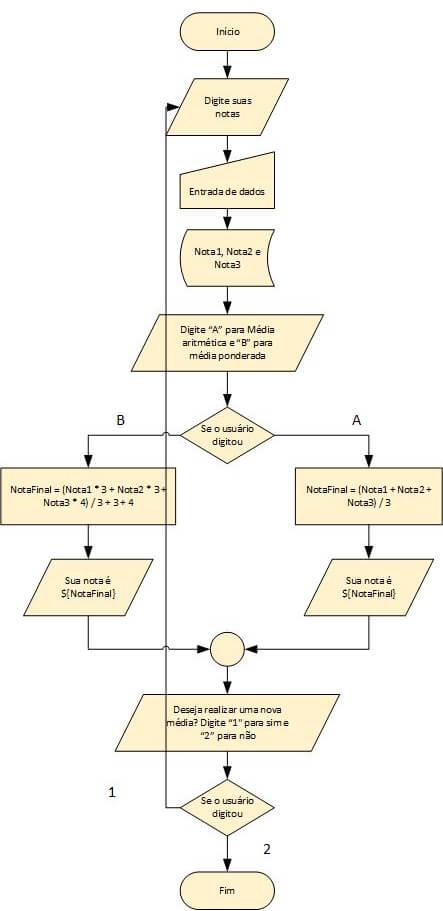 Início
Digite suas
notas
Entrada de dados
Nota1, Nota2 e
Nota3
Digite “A” para Média
aritmética e “B” para
média ponderada
Se o usuário
digitou
B
A
NotaFinal = (Nota1 * 3 + Nota2 * 3+
Nota3 * 4) / 3 + 3 + 4
NotaFinal = (Nota1 + Nota2 +
Nota3) / 3
Sua nota é
${NotaFinal}
Sua nota é
${NotaFinal}
Deseja realizar uma nova
média? Digite “1” para sim e
“2” para não
1
Se o usuário
digitou
2
Fim